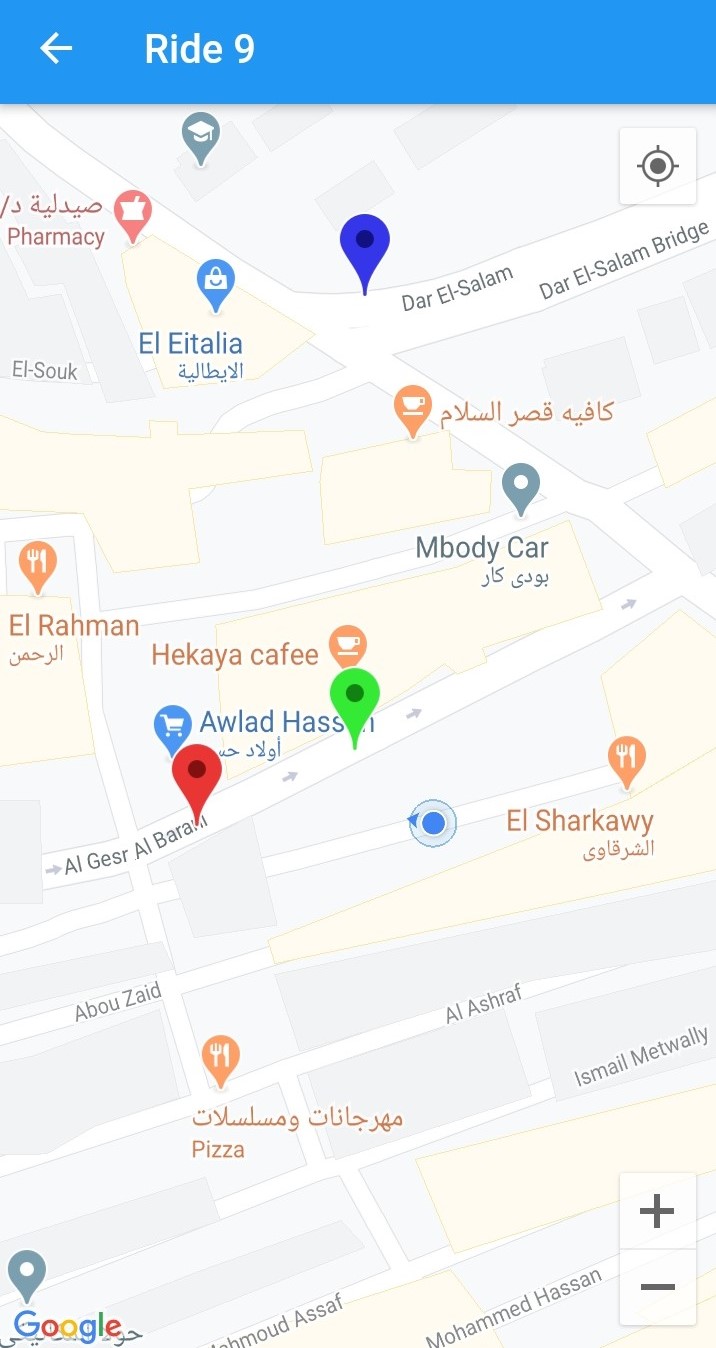 Ride 9
صيدلية د/
Pharmacy
Dar El-Salam
Dar El-Salam Bridge
El Eitalia
الايطالية
El-Souk
كافيه قصر السلام
Mbody Car
بودى كار
El Rahman
الرحمن
Hekaya cafee
Awlad
أولاد
Al Gesr Al Barani
El Sharkawy
الشرقاوى
Abou Zaid
Al Ashraf
Ismail Metwally
مهرجانات ومسلسلات
Pizza
Google
Mohammed Hassan
Assaf